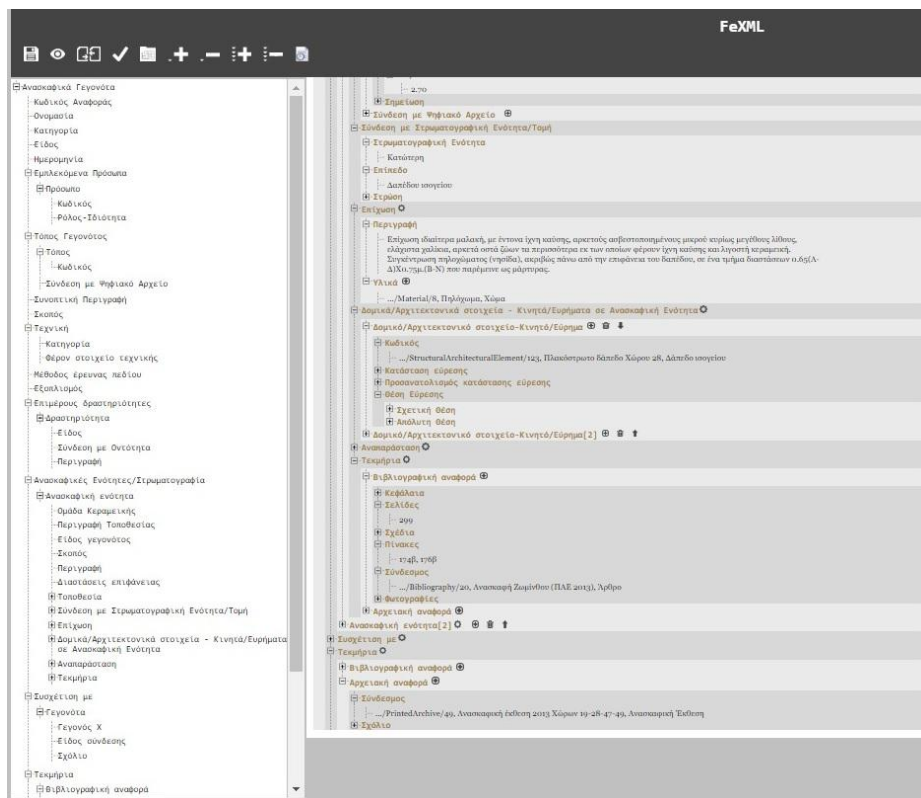 FeXML
Ανασκαφικά Γεγονότα
Κωδικός Αναφοράς
Ονομασία
Κατηγορία
Είδος
Ημερομηνία
Εμπλεκόμενα Πρόσωπα
Πρόσωπο
Κωδικός
Ρόλος-Ιδιότητα
Τόπος Γεγονότος
Τόπος
Κωδικός
Σύνδεση με Ψηφιακό Αρχείο
Συνοπτική Περιγραφή
Σκοπός
Τεχνική
Κατηγορία
Φέρον στοιχείο τεχνικής
Μέθοδος έρευνας πεδίου
Εξοπλισμός
Επιμέρους δραστηριότητες
Δραστηριότητα
Είδος
Σύνδεση με Οντότητα
Περιγραφή
Ανασκαφικές Ενότητες/Στρωματογραφία
Ανασκαφική ενότητα
Ομάδα Κεραμεικής
Περιγραφή Τοποθεσίας
Είδος γεγονότος
Σκοπός
Περιγραφή
Διαστάσεις επιφάνειας
Τοποθεσία
Σύνδεση με Στρωματογραφική Ενότητα/Τομή
Επίχωση
Δομικά/Αρχιτεκτονικά στοιχεία - Κινητά/Ευρήματα
σε Ανασκαφική Ενότητα
Αναπαράσταση
Τεκμήρια
Συσχέτιση με
Γεγονότα
Γεγονός Χ
Είδος σύνδεσης
Σχόλιο
Τεκμήρια
Βιβλιογραφική αναφορά
2.70
Σημείωση
Σύνδεση με Ψηφιακό Αρχείο
Σύνδεση με Στρωματογραφική Ενότητα/Τομή
Στρωματογραφική Ενότητα
Κατώτερη
Επίπεδο
Δαπέδου ισογείου
Στρώση
Επίχωση
Περιγραφή
Επίχωση ιδιαίτερα μαλακή, με έντονα ίχνη καύσης, αρκετούς ασβεστοποιημένους μικρού κυρίως μεγέθους λίθους,
ελάχιστα χαλίκια, αρκετά οστά ζώων τα περισσότερα εκ των οποίων φέρουν ίχνη καύσης και λιγοστή κεραμική.
Συγκέντρωση πηλοχώματος (νησίδα), ακριβώς πάνω από την επιφάνεια του δαπέδου, σε ένα τμήμα διαστάσεων 0.65(Α-
Δ)Χ0.75μ.(Β-Ν) που παρέμεινε ως μάρτυρας.
Υλικά
.../Material/8, Πηλόχωμα, Χώμα
Δομικά/Αρχιτεκτονικά στοιχεία - Κινητά/Ευρήματα σε Ανασκαφική Ενότητα
Δομικό/Αρχιτεκτονικό στοιχείο-Κινητό/Εύρημα
Κωδικός
.../StructuralArchitecturalElement/123, Πλακόστρωτο δάπεδο Χώρου 28, Δάπεδο ισογείου
Κατάσταση εύρεσης
Προσανατολισμός κατάστασης εύρεσης
Θέση Εύρεσης
Σχετική Θέση
Απόλυτη Θέση
Δομικό/Αρχιτεκτονικό στοιχείο-Κινητό/Εύρημα[2]
Αναπαράσταση
Τεκμήρια
Βιβλιογραφική αναφορά
Κεφάλαια
Σελίδες
299
Σχέδια
Πίνακες
174β, 176β
Σύνδεσμος
.../Bibliography/20, Ανασκαφή Ζωμίνθου (ΠΑΕ 2013), Άρθρο
Φωτογραφίες
Αρχειακή αναφορά
Ανασκαφική ενότητα[2]
Συσχέτιση με
Τεκμήρια
Βιβλιογραφική αναφορά
Αρχειακή αναφορά
Σύνδεσμος
.../PrintedArchive/49, Ανασκαφική έκθεση 2013 Χώρων 19-28-47-49, Ανασκαφική Έκθεση
Σχόλιο